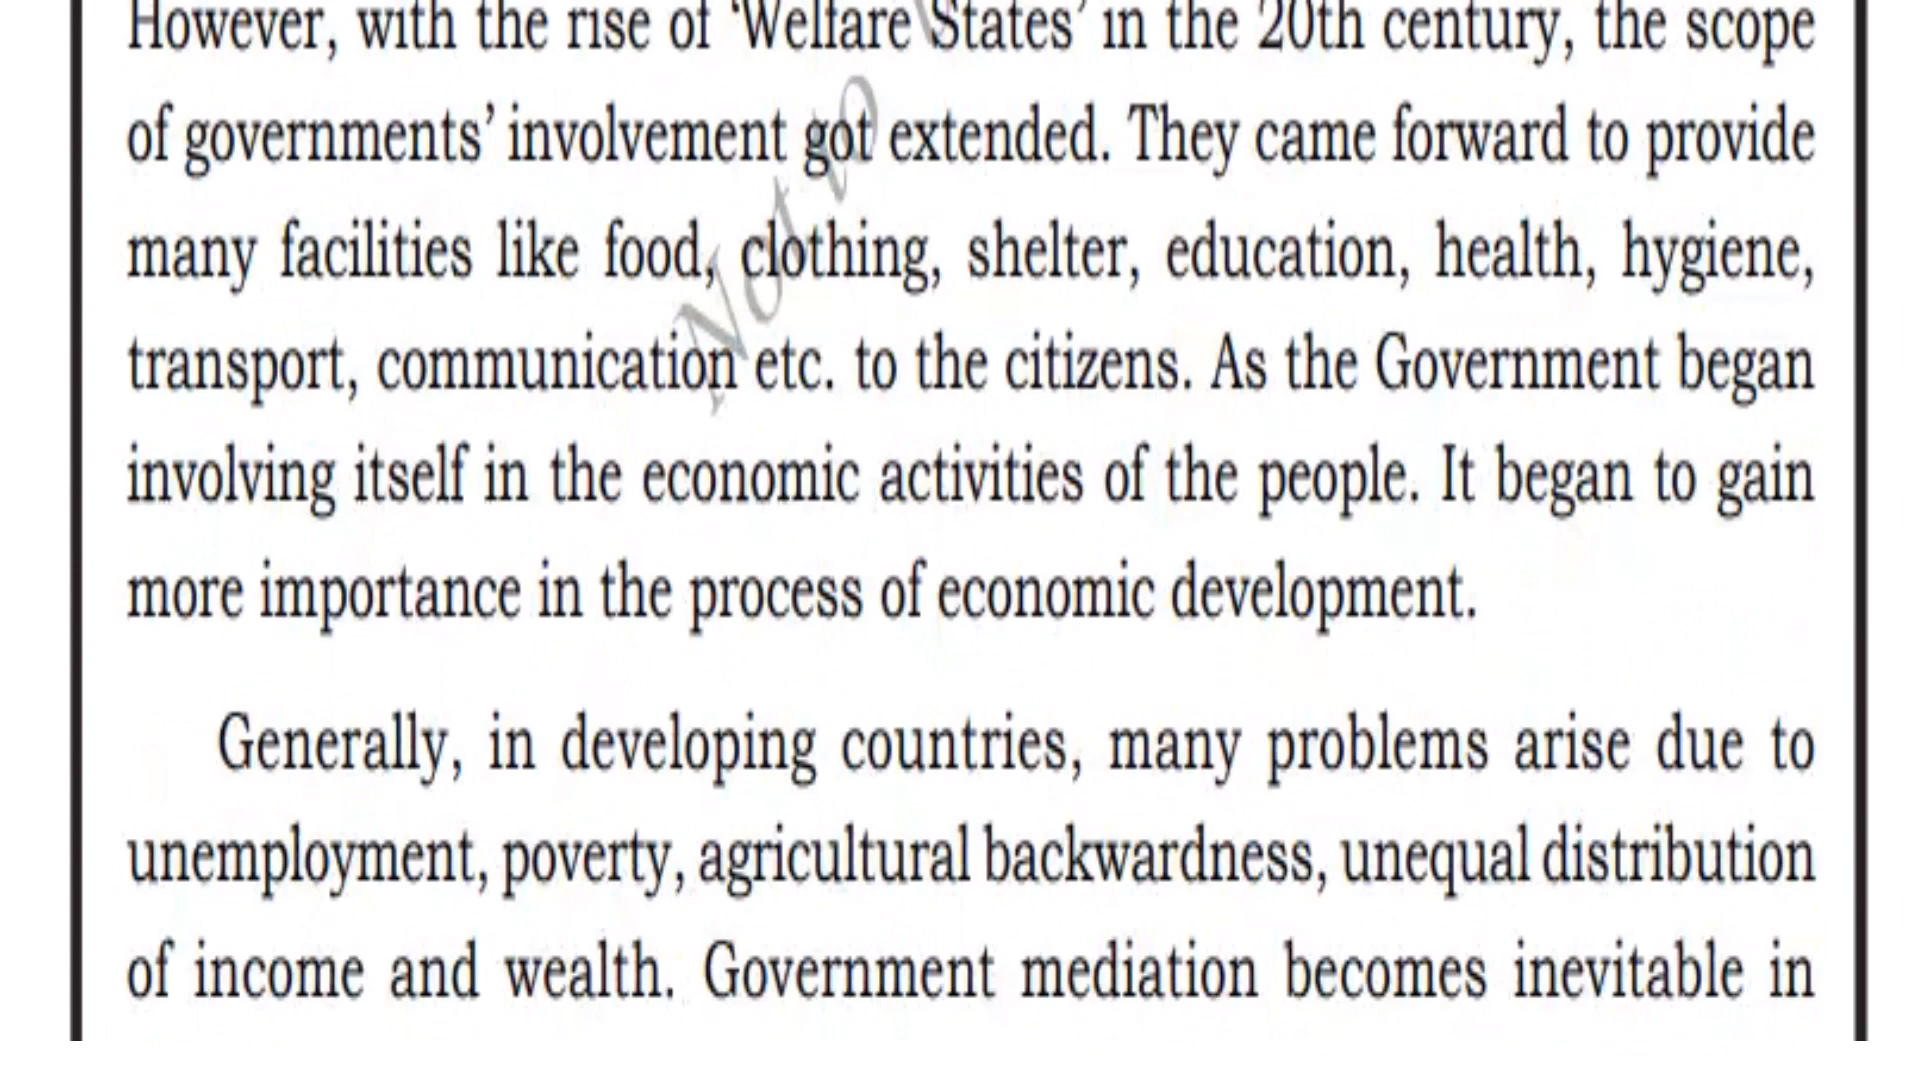 However, with the rise of ‘Welfare States’ in the 20th century, the scope
of governments’ involvement got extended. They came forward to provide
many facilities like food, clothing, shelter, education, health, hygiene,
transport, communication etc. to the citizens. As the Government began
involving itself in the economic activities of the people. It began to gain
more importance in the process of economic development.
Generally, in developing countries, many problems arise due to
unemployment, poverty, agricultural backwardness, unequal distribution
of income and wealth. Government mediation becomes inevitable in
Not to